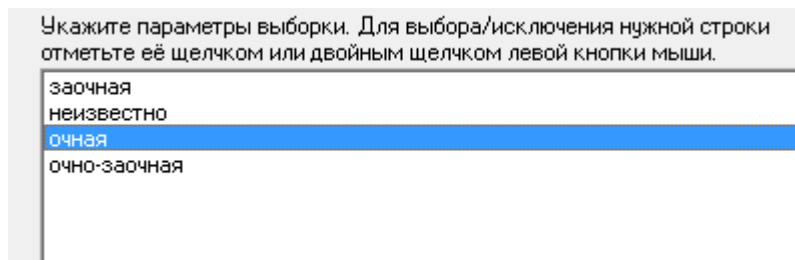 Укажите параметры выборки. Для выбора/исключения нужной строки
отметьте её щелчком или двойным щелчком левой кнопки мыши.
заочная
неизвестно
очная
очно-заочная